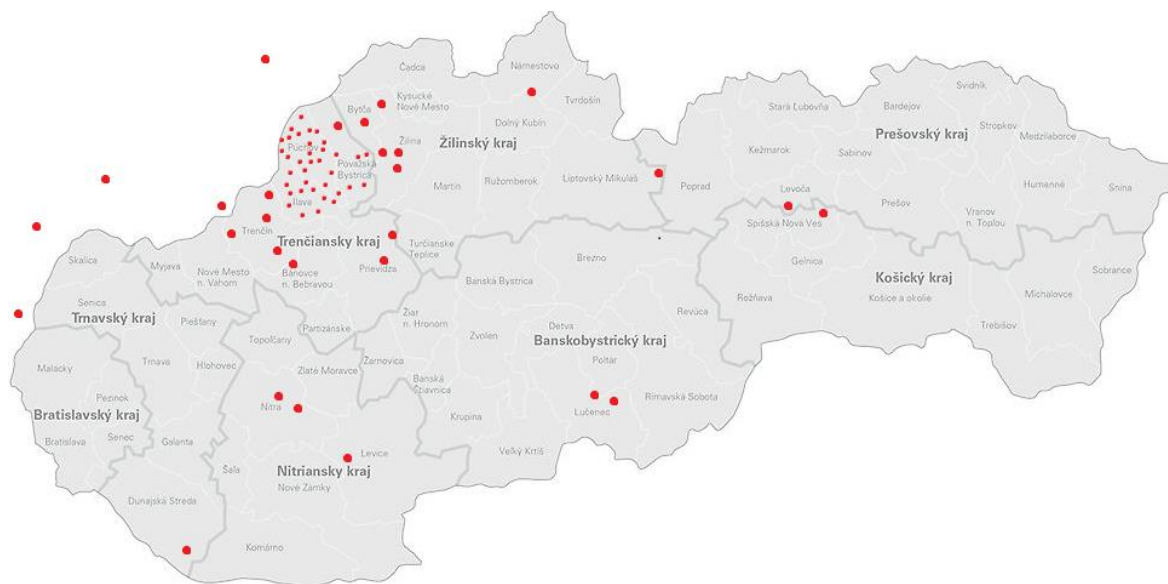 Čadca
Námestovo
Bytča
Kysucké
Nové Mesto
Tvrdošín
Dolný Kubín
Žilina
Žilinský kraj
Púchov
Považská
Bystrica
Martin
Ružomberok
Liptovský Mikuláš
Ilava
Trenčín
Trenčiansky kraj
Turčianske
Teplice
Bánovce
n. Bebravou
Prievidza
Nové Mesto
n. Váhom
Myjava
Partizánske
Skalica
Senica
Trnavský kraj
Piešťany
Trnava
Hlohovec
Galanta
Dunajská Streda
Malacky
Pezinok
Bratislavský kraj
Bratislava
Senec
Topoľčany
Zlaté Moravce
Nitra
Šaľa
Nitriansky kraj
Levice
Nové Zámky
Komárno
Žiar
n. Hronom
Žarnovica
Banská
Štiavnica
Krupina
Zvolen
Banská Bystrica
Brezno
Detva
Banskobystrický kraj
Poltár
Revúca
Lučenec
Rimavská Sobota
Veľký Krtíš
Svidník
Stará Ľubovňa
Bardejov
Stropkov
Medzilaborce
Prešovský kraj
Kežmarok
Sabinov
Poprad
Levoča
Humenné
Snina
Prešov
Vranov
n. Topľou
Spišská Nová Ves
Gelnica
Košický kraj
Košice a okolie
Rožňava
Sobrance
Michalovce
Trebišov